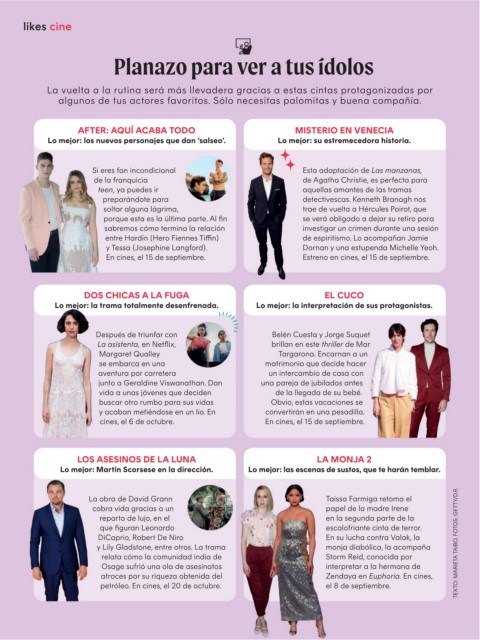 likes cine
Planazo para ver a tus ídolos
La vuelta a la rutina será más llevadera gracias a estas cintas protagonizadas por
algunos de tus actores favoritos. Sólo necesitas palomitas y buena compañía.
AFTER: AQUÍ ACABA TODO
Lo mejor: los nuevos personajes que dan 'salseo'.
Si eres fan incondicional
de la franquicia
teen, ya puedes ir
preparándote para
soltar alguna lágrima,
porque esta es la última parte. Al fin
sabremos cómo termina la relación
entre Hardin (Hero Fiennes Tiffin)
y Tessa (Josephine Langford).
En cines, el 15 de septiembre.
MISTERIO EN VENECIA
Lo mejor: su estremecedora historia.
Esta adaptación de Las manzanas,
de Agatha Christie, es perfecta para
aquellas amantes de las tramas
detectivescas. Kenneth Branagh nos
trae de vuelta a Hércules Poirot, que
se verá obligado a dejar su retiro para
investigar un crimen durante una sesión
de espiritismo. Lo acompañan Jamie
Dornan y una estupenda Michelle Yeoh.
Estreno en cines, el 15 de septiembre.
DOS CHICAS A LA FUGA
Lo mejor: la trama totalmente desenfrenada.
Después de triunfar con
La asistenta, en Netflix,
Margaret Qualley
se embarca en una
aventura por carretera
junto a Geraldine Viswanathan. Dan
vida a unas jóvenes que deciden
buscar otro rumbo para sus vidas
y acaban metiéndose en un lío. En
cines, el 6 de octubre.
EL CUCO
Lo mejor: la interpretación de sus protagonistas.
Belén Cuesta y Jorge Suquet
brillan en este thriller de Mar
Targarona. Encarnan a un
matrimonio que decide hacer
un intercambio de casa con
una pareja de jubilados antes
de la llegada de su bebé.
Obvio, estas vacaciones se
convertirán en una pesadilla.
En cines, el 15 de septiembre.
LOS ASESINOS DE LA LUNA
Lo mejor: Martin Scorsese en la dirección.
La obra de David Grann
cobra vida gracias a un
reparto de lujo, en el
que figuran Leonardo
DiCaprio, Robert De Niro
y Lily Gladstone, entre otros. La trama
relata cómo la comunidad india de
Osage sufrió una ola de asesinatos
atroces por su riqueza obtenida del
petróleo. En cines, el 20 de octubre.
LA MONJA 2
Lo mejor: las escenas de sustos, que te harán temblar.
Taissa Farmiga retoma el
papel de la madre Irene
en la segunda parte de la
escalofriante cinta de terror.
En su lucha contra Valak, la
monja diabólica, la acompaña
Storm Reid, conocida por
interpretar a la hermana de
Zendaya en Euphoria. En cines,
el 8 de septiembre.
TEXTO: MARIETA TAIBO. FOTOS: GETTY/D.R.